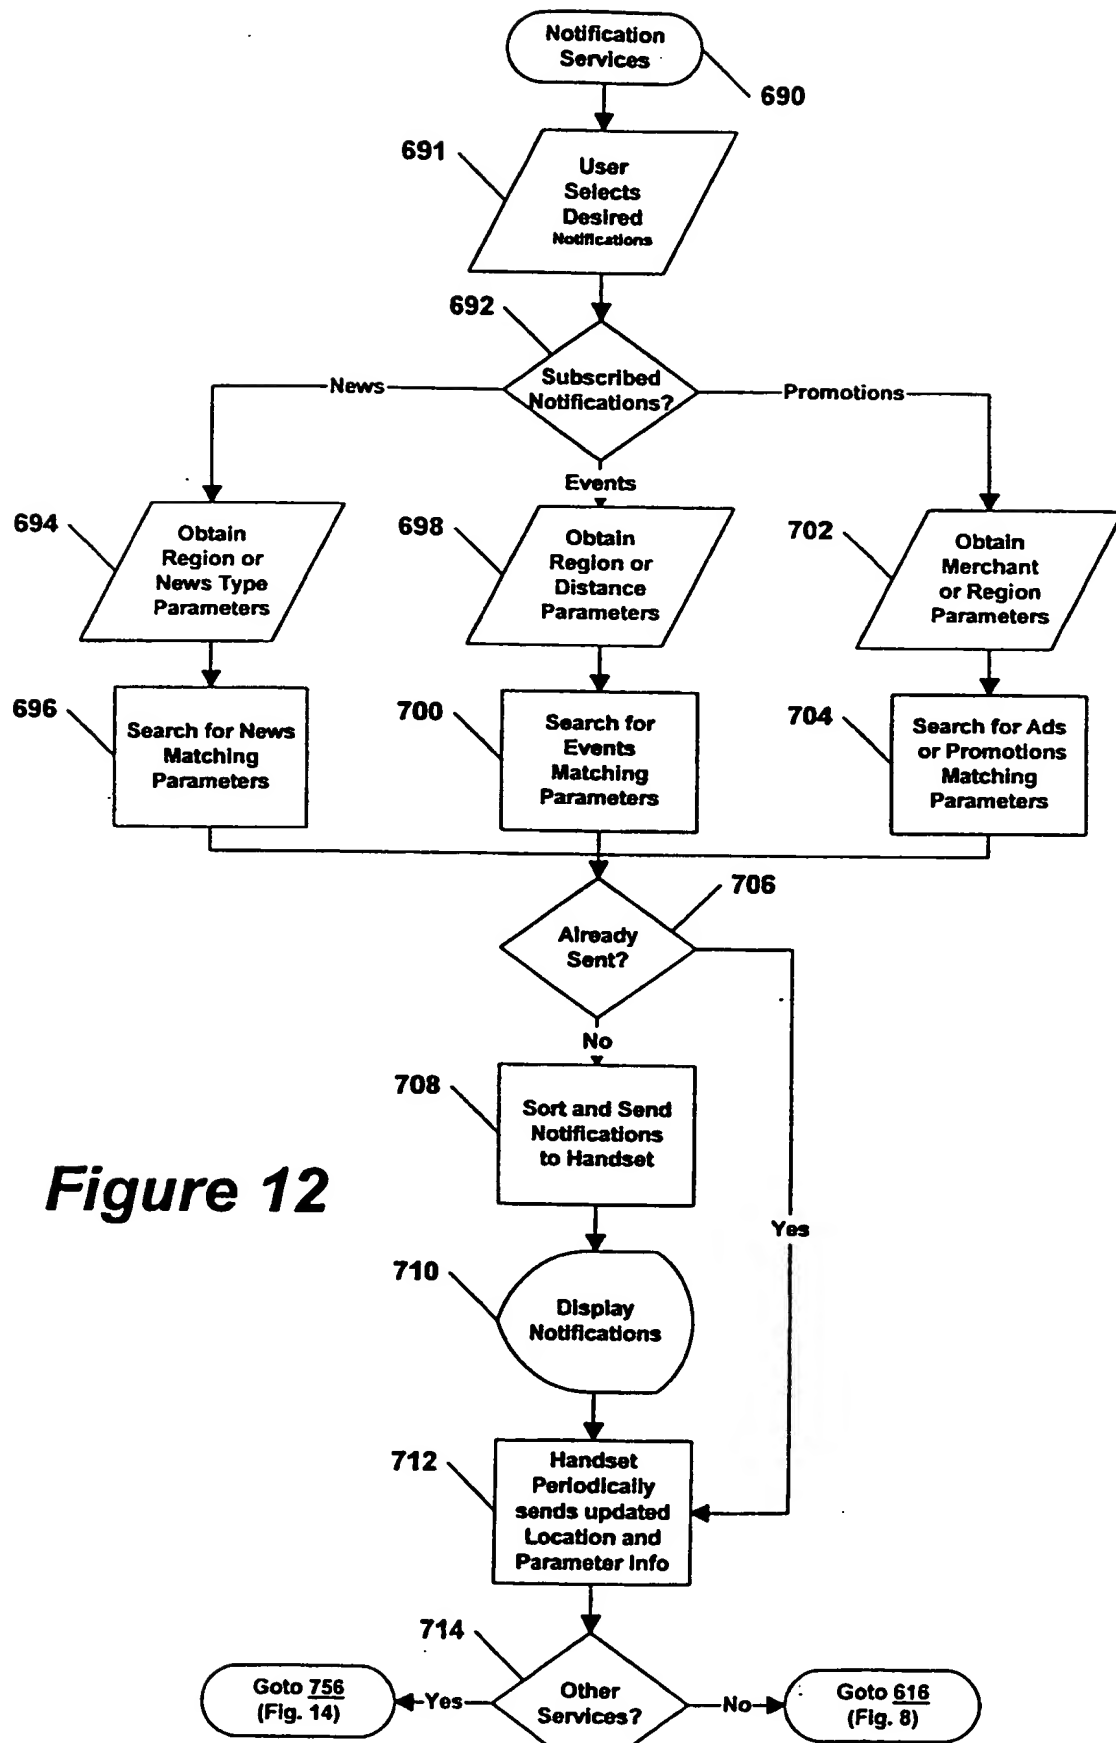 Notification
Services
690
691
User
Selects
Desired
Notifications
692
Subscribed
Notifications?
News
Promotions
Events
694
Obtain
Region or
News Type
Parameters
698
Obtain
Region or
Distance
Parameters
702
Obtain
Merchant
or Region
Parameters
696
Search for News
Matching
Parameters
700
Search for
Events
Matching
Parameters
704
Search for Ads
or Promotions
Matching
Parameters
706
Already
Sent?
No
708
Sort and Send
Notifications
to Handset
Figure 12
Yes
710
Display
Notifications
712
Handset
Periodically
sends updated
Location and
Parameter Info
714
Other
Services?
Yes
Goto 756
(Fig. 14)
No
Goto 616
(Fig. 8)